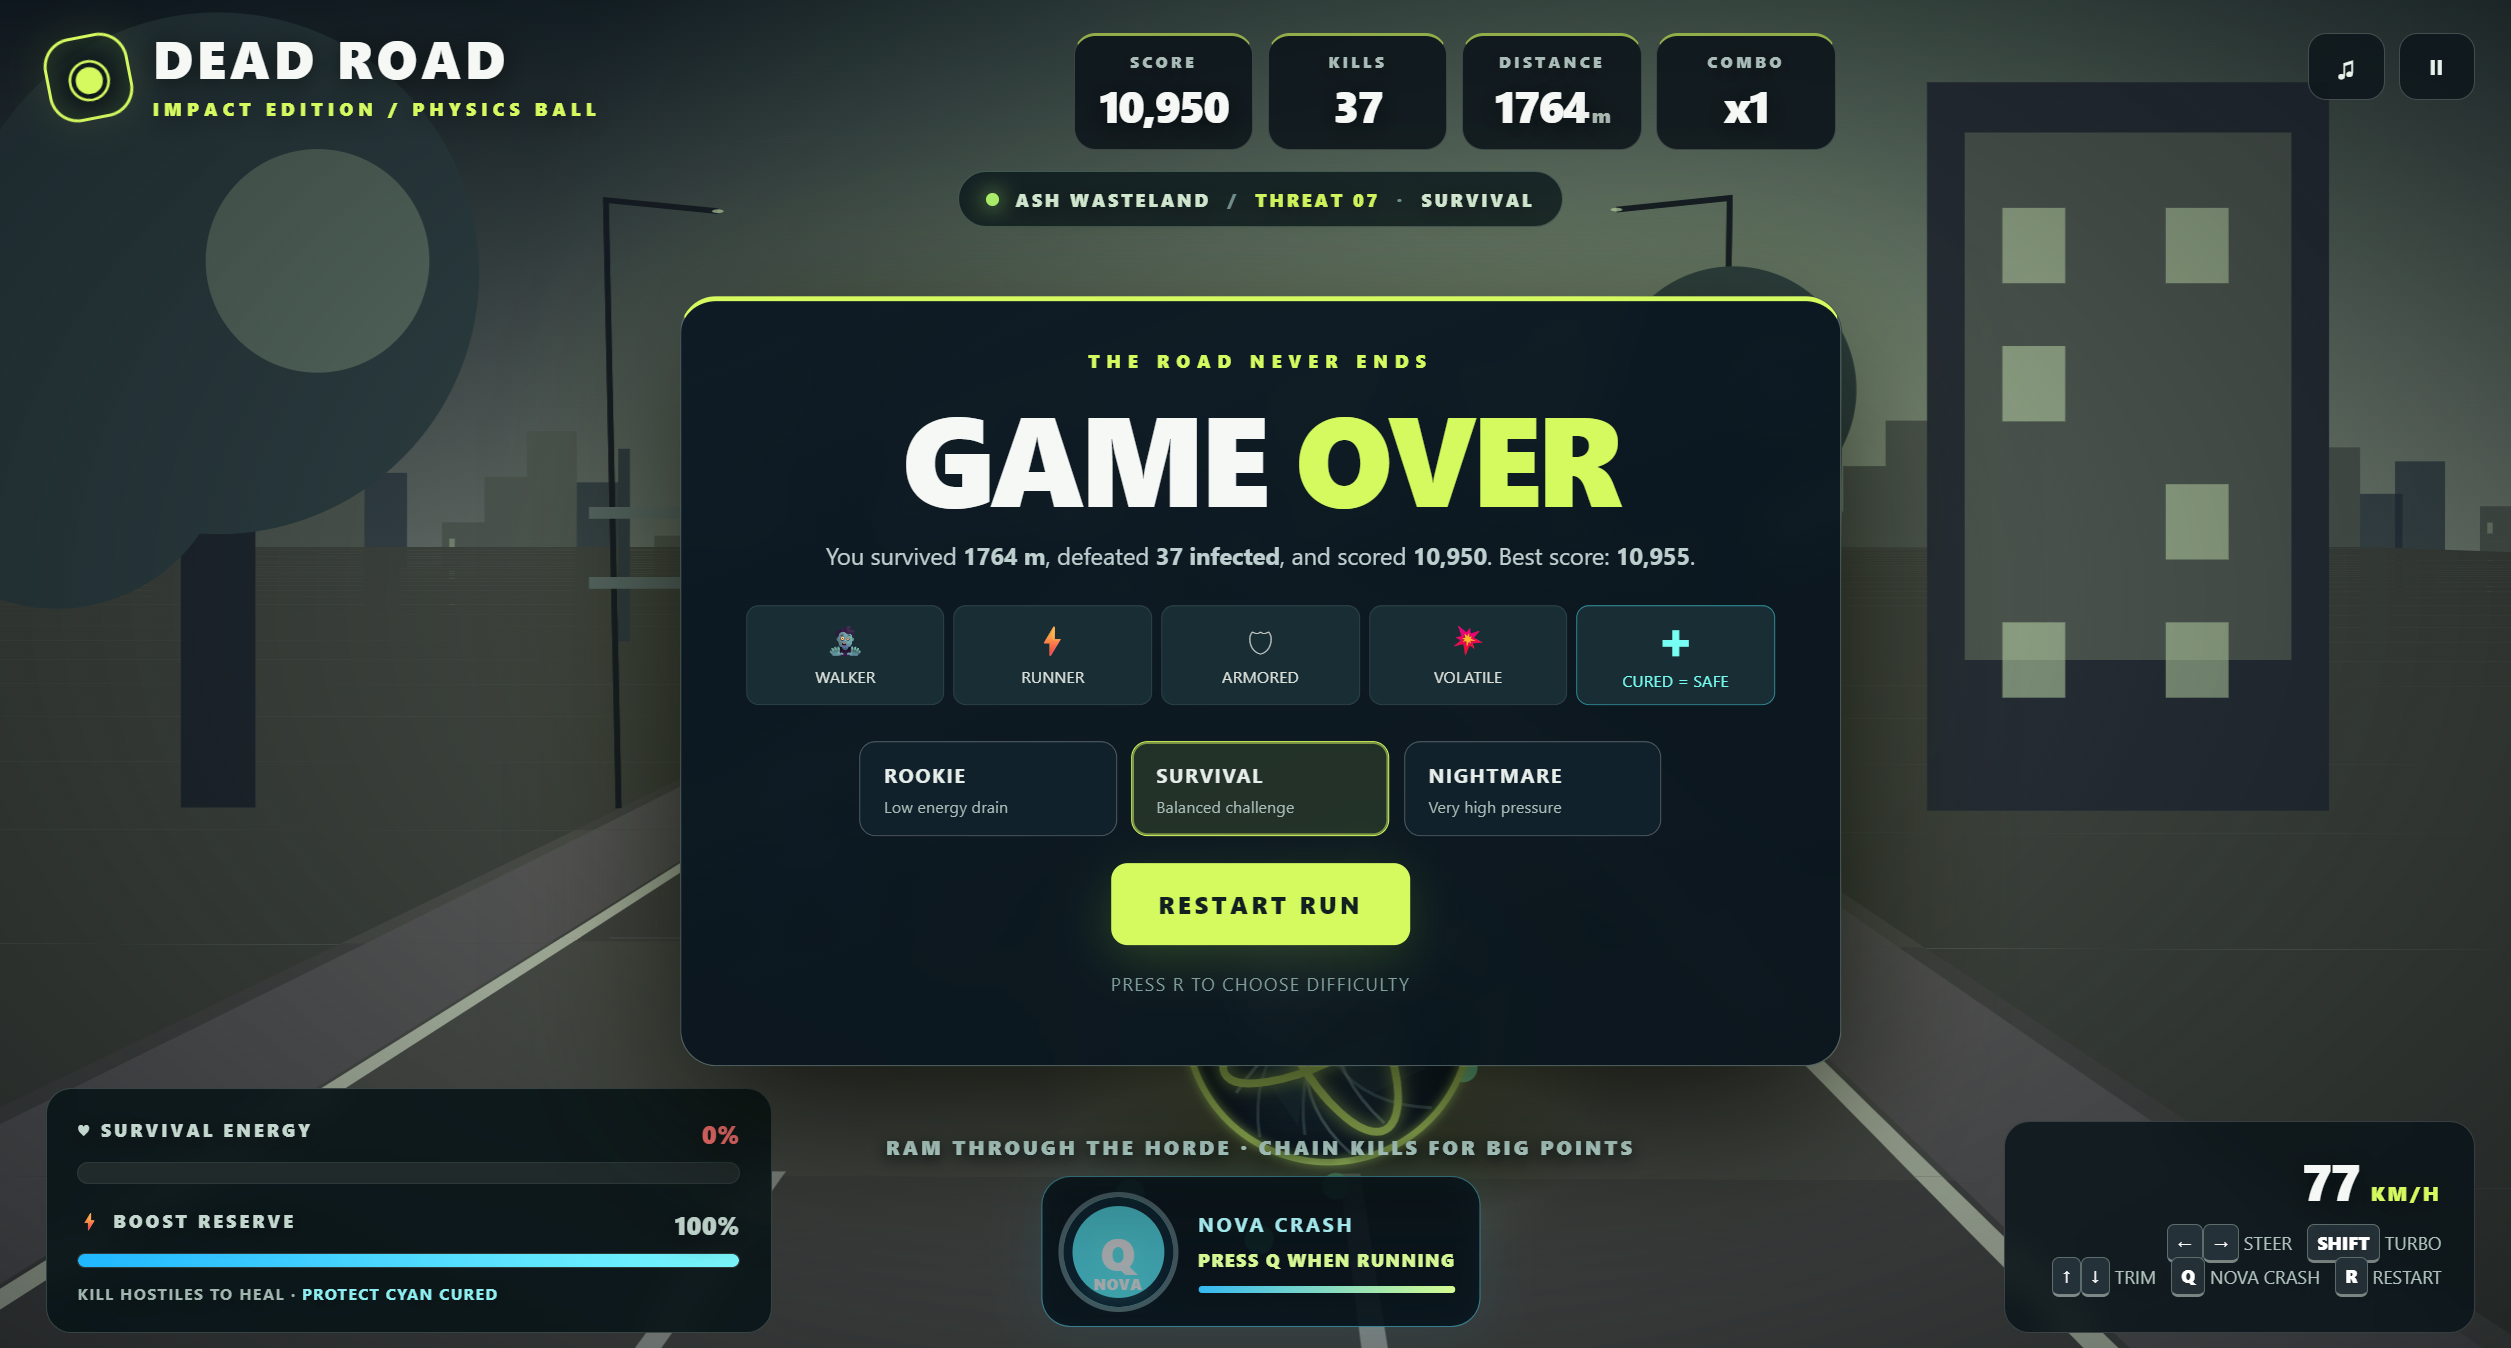 DEAD ROAD
IMPACT EDITION / PHYSICS BALL
SCORE
10,950
KILLS
37
DISTANCE
1764m
COMBO
x1
ASH WASTELAND / THREAT 07 · SURVIVAL
THE ROAD NEVER ENDS
GAME OVER
You survived 1764 m, defeated 37 infected, and scored 10,950. Best score: 10,955.
WALKER
RUNNER
ARMORED
VOLATILE
CURED = SAFE
ROOKIE
Low energy drain
SURVIVAL
Balanced challenge
NIGHTMARE
Very high pressure
RESTART RUN
PRESS R TO CHOOSE DIFFICULTY
SURVIVAL ENERGY 0%
BOOST RESERVE 100%
KILL HOSTILES TO HEAL · PROTECT CYAN CURED
RAM THROUGH THE HORDE · CHAIN KILLS FOR BIG POINTS
Q
NOVA
NOVA CRASH
PRESS Q WHEN RUNNING
77 KM/H
← → STEER SHIFT TURBO
↑ ↓ TRIM Q NOVA CRASH R RESTART